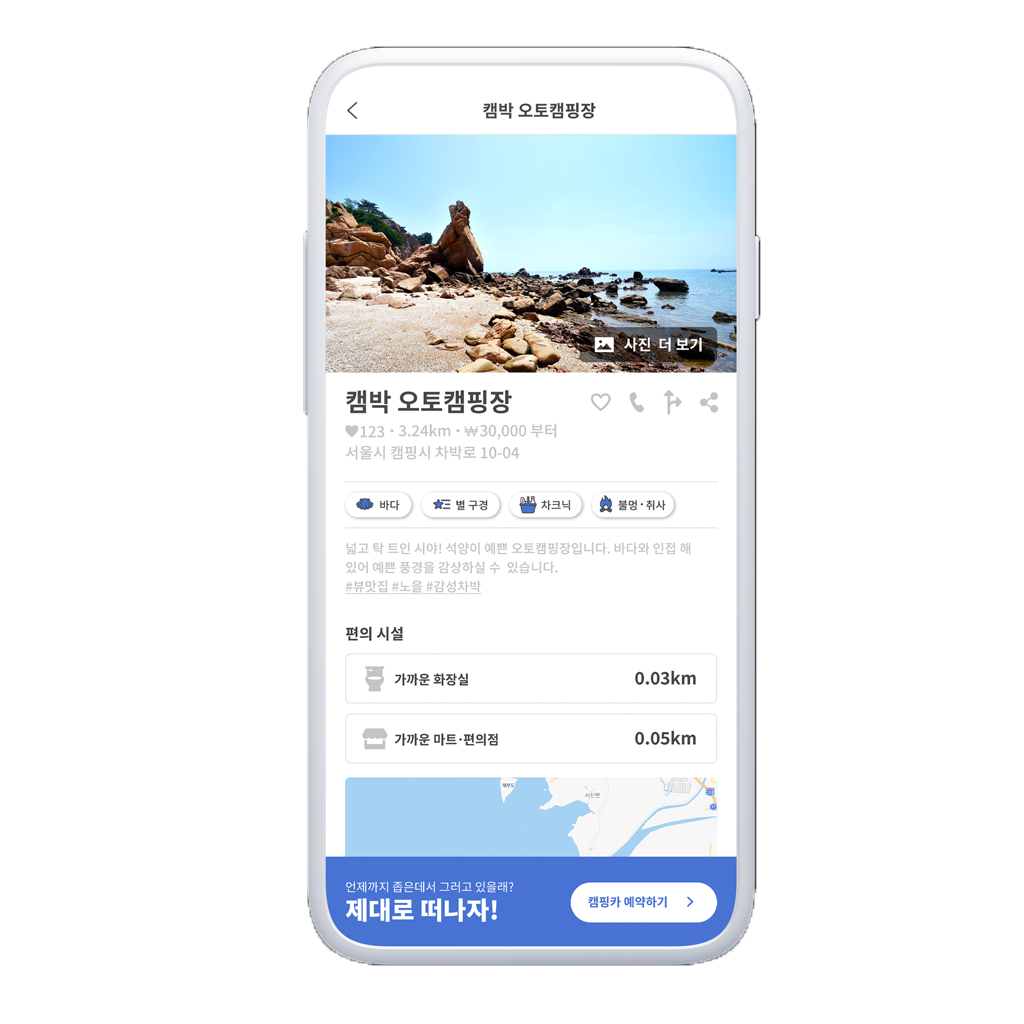 캠박 오토캠핑장
사진 더 보기
캠박 오토캠핑장
123 · 3.24km · ₩30,000 부터
서울시 캠핑시 차박로 10-04
바다
별 구경
차크닉
불멍·취사
넓고 탁 트인 시야! 석양이 예쁜 오토캠핑장입니다. 바다와 인접 해
있어 예쁜 풍경을 감상하실 수 있습니다.
#뷰맛집 #노을 #감성차박
편의 시설
가까운 화장실
0.03km
가까운 마트·편의점
0.05km
제부도
서신면
언제까지 좁은데서 그러고 있을래?
제대로 떠나자!
캠핑카 예약하기